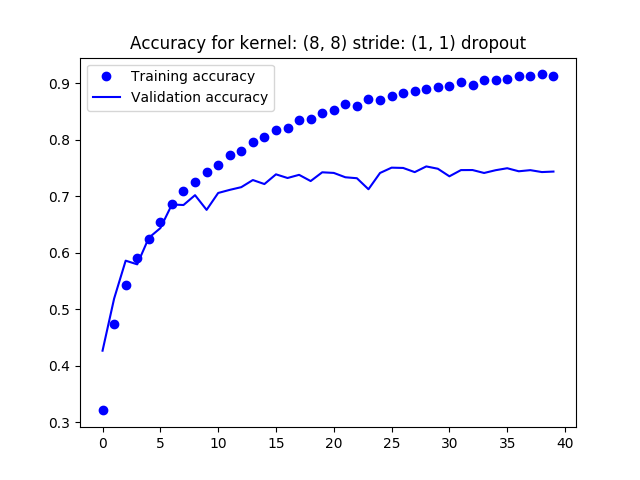 Accuracy for kernel: (8, 8) stride: (1, 1) dropout
Training accuracy
Validation accuracy
0.9
0.8
0.7
0.6
0.5
0.4
0.3
0 5 10 15 20 25 30 35 40